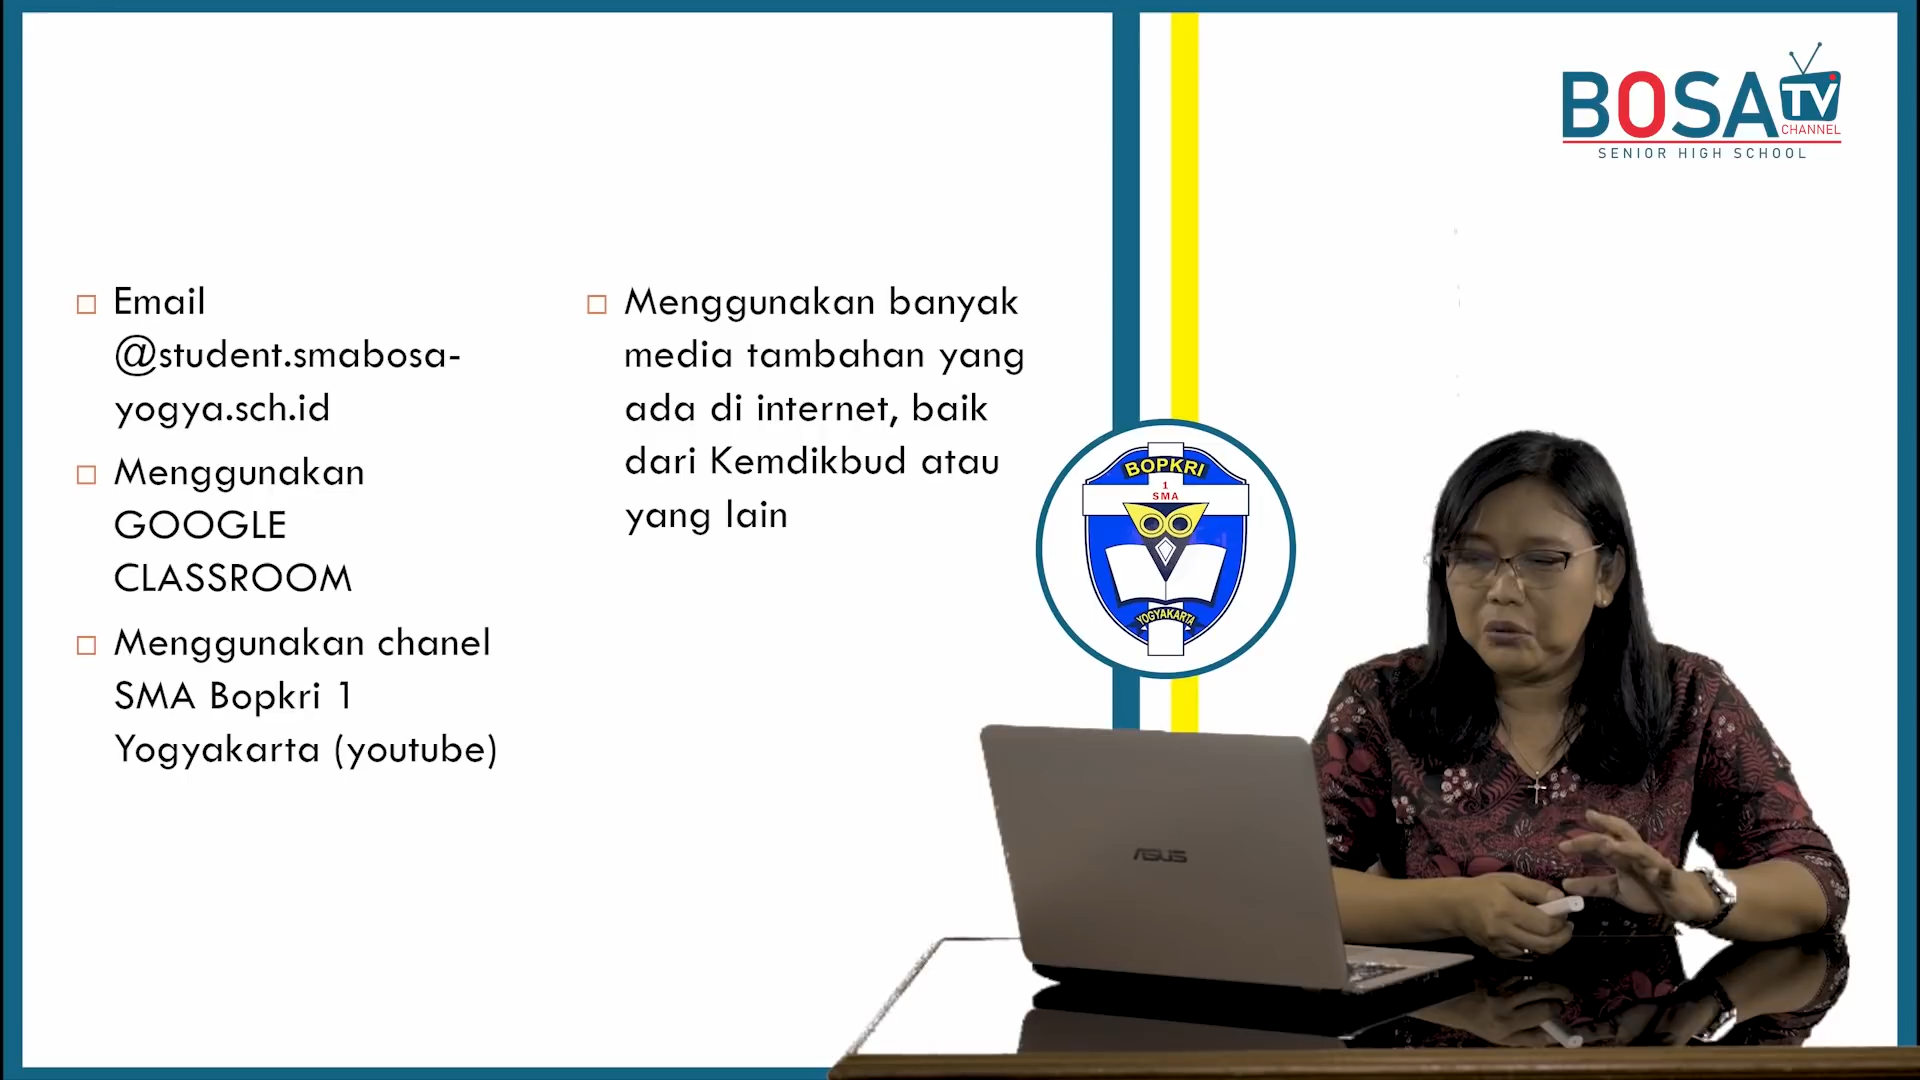 Email
@student.smabosa-
yogya.sch.id
Menggunakan
GOOGLE
CLASSROOM
Menggunakan chanel
SMA Bopkri 1
Yogyakarta (youtube)
Menggunakan banyak
media tambahan yang
ada di internet, baik
dari Kemdikbud atau
yang lain
BOSA TV
CHANNEL
SENIOR HIGH SCHOOL
BOPKRI
1
SMA
YOGYAKARTA
ASUS